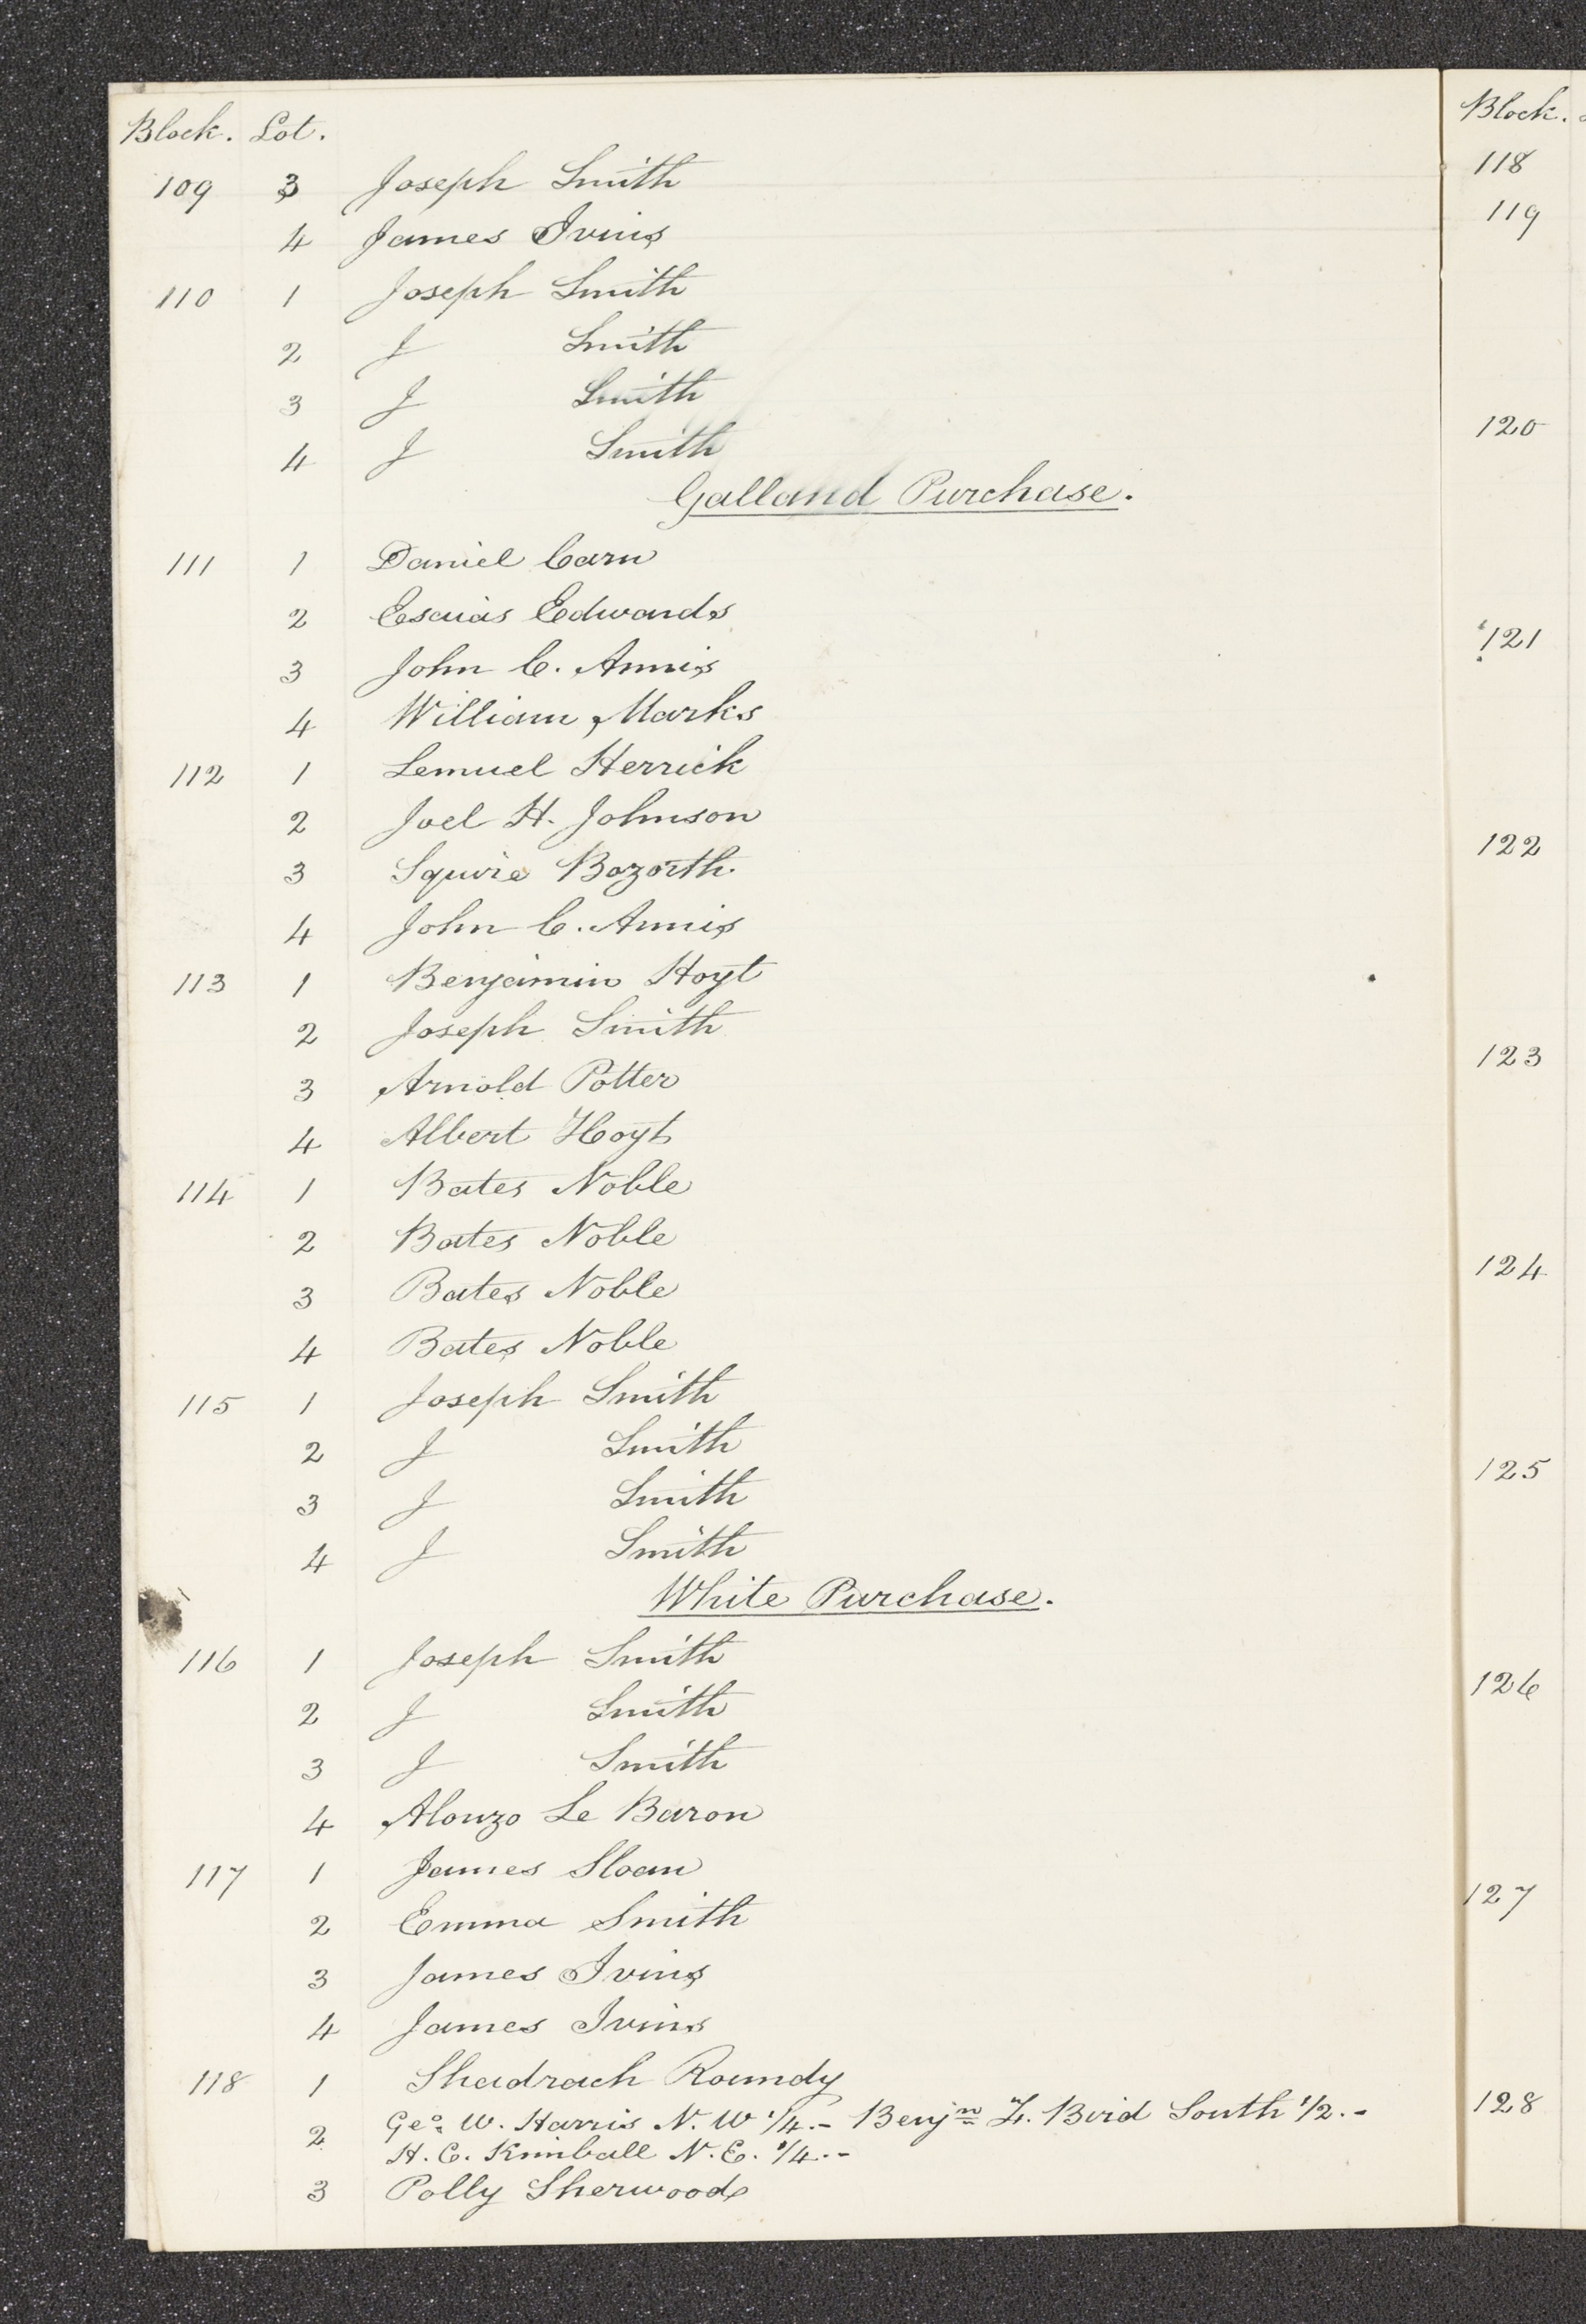 Block. Lot.
109 3 Joseph Smith
4 James Ivins
110 1 Joseph Smith
2 J Smith
3 J Smith
4 J Smith
Galland Purchase.
111 1 Daniel Carn
2 Esaias Edwards
3 John C. Annis
4 William Marks
112 1 Lemuel Herrick
2 Joel H. Johnson
3 Squire Bozorth.
4 John C. Annis
113 1 Benjamin Hoyt
2 Joseph Smith
3 Arnold Potter
4 Albert Hoyt
114 1 Bates Noble
2 Bates Noble
3 Bates Noble
4 Bates Noble
115 1 Joseph Smith
2 J Smith
3 J Smith
4 J Smith
White Purchase.
116 1 Joseph Smith
2 J Smith
3 J Smith
4 Alonzo Le Baron
117 1 James Sloan
2 Emma Smith
3 James Ivins
4 James Ivins
118 1 Shadrach Roundy
2 Geo. W. Harris N. W 1/4.- Benjn Z. Bird South 1/2.-
H. C. Kimball N. E. 1/4.-
3 Polly Sherwood
Block.
118
119
120
121
122
123
124
125
126
127
128